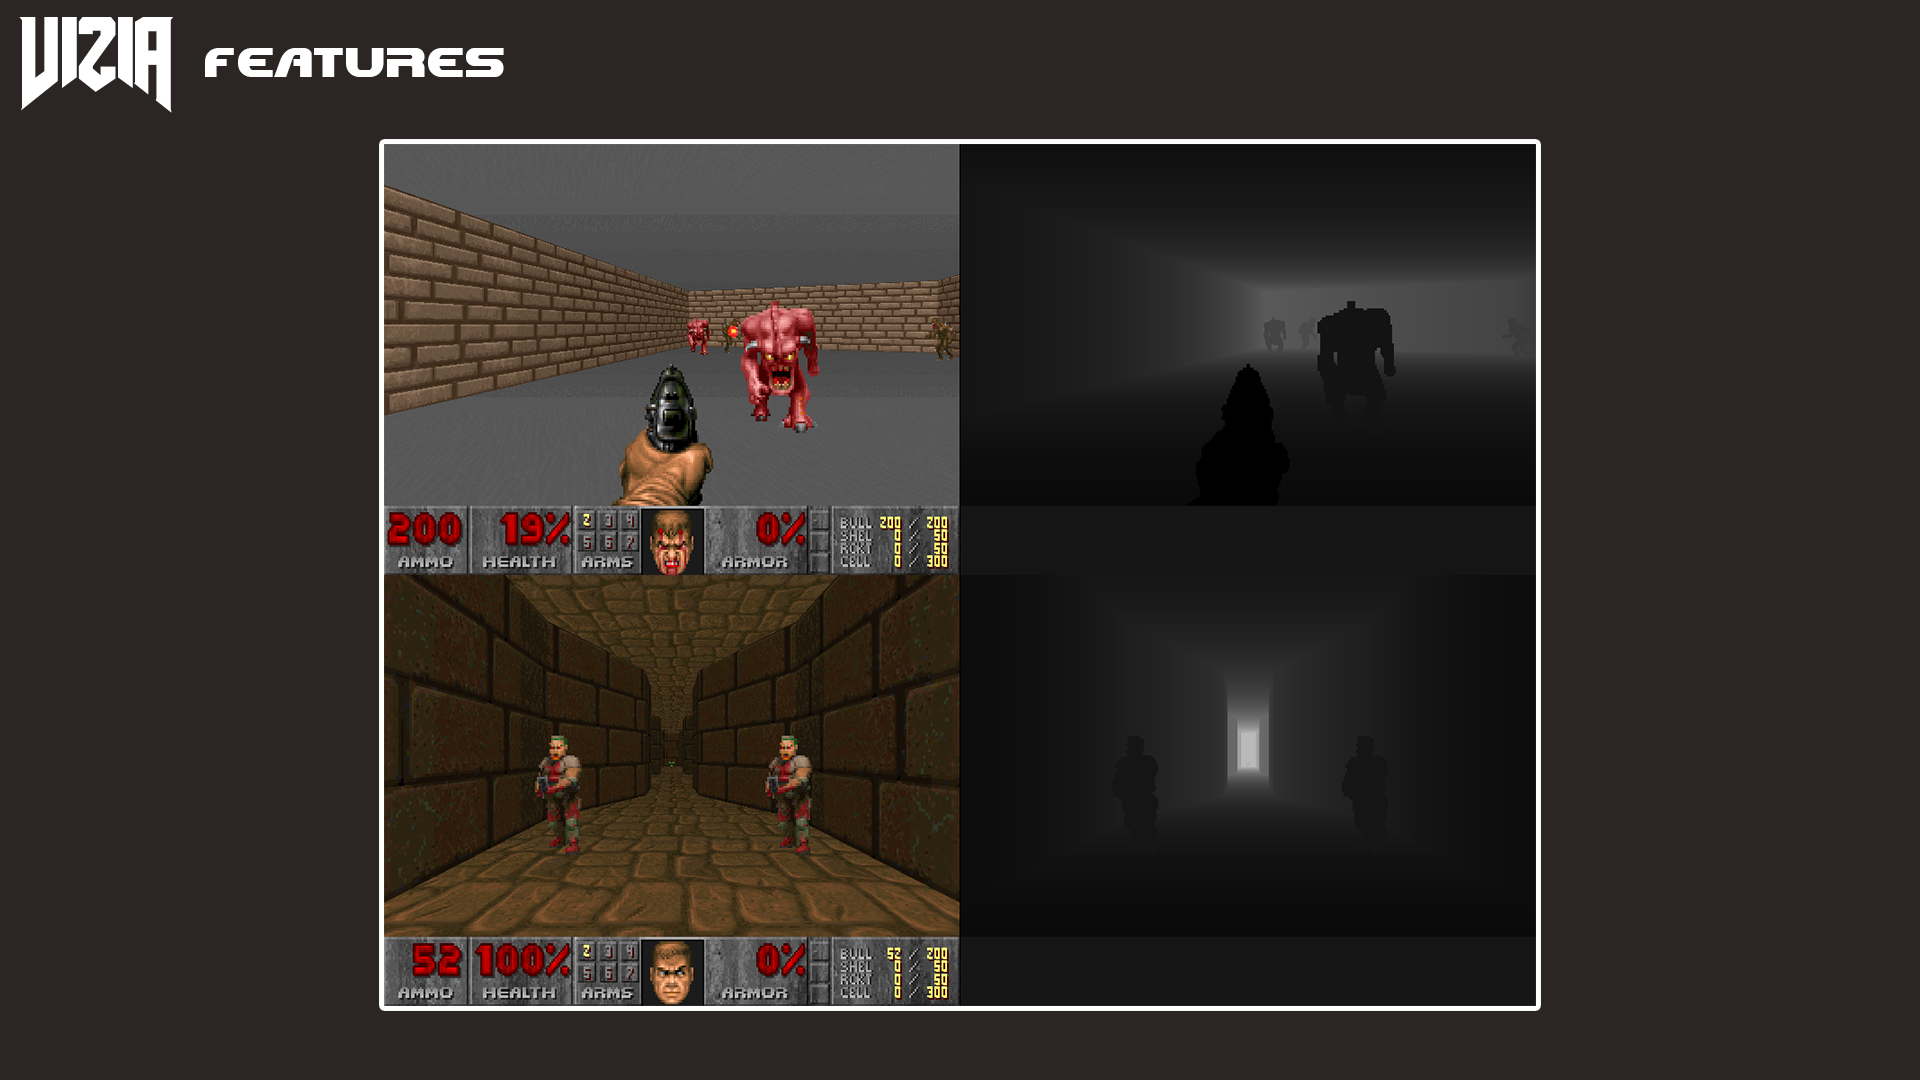 VIZIA FEATURES
200 19% 2 3 4 0% BULL 200 / 200
5 6 7 SHEL 0 / 50
RCKT 0 / 50
AMMO HEALTH ARMS ARMOR CELL 0 / 300
52 100% 2 3 4 0% BULL 52 / 200
5 6 7 SHEL 0 / 50
RCKT 0 / 50
AMMO HEALTH ARMS ARMOR CELL 0 / 300